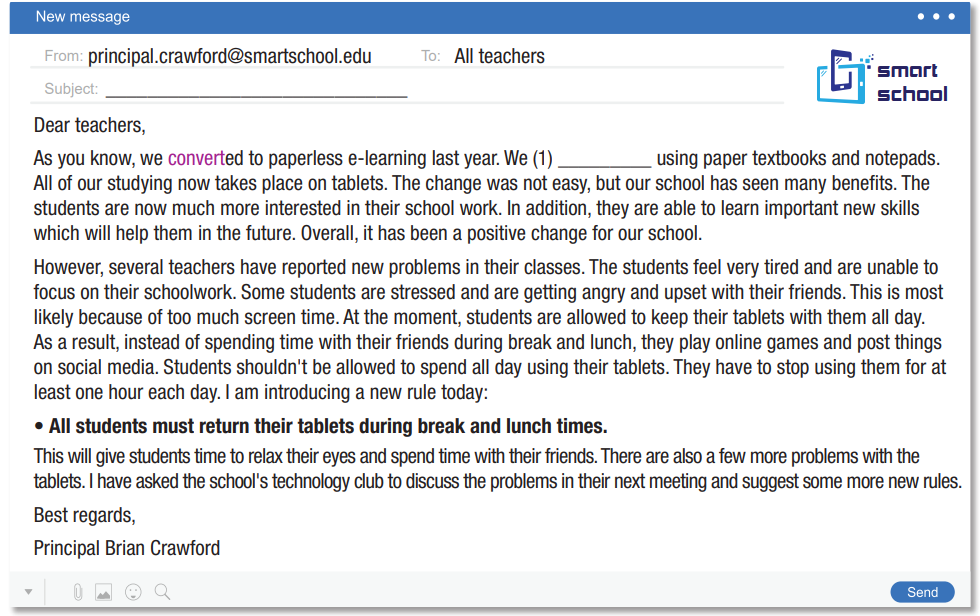 New message
From: principal.crawford@smartschool.edu To: All teachers
Subject: ______________________________
smart
school
Dear teachers,
As you know, we converted to paperless e-learning last year. We (1) __________ using paper textbooks and notepads.
All of our studying now takes place on tablets. The change was not easy, but our school has seen many benefits. The
students are now much more interested in their school work. In addition, they are able to learn important new skills
which will help them in the future. Overall, it has been a positive change for our school.
However, several teachers have reported new problems in their classes. The students feel very tired and are unable to
focus on their schoolwork. Some students are stressed and are getting angry and upset with their friends. This is most
likely because of too much screen time. At the moment, students are allowed to keep their tablets with them all day.
As a result, instead of spending time with their friends during break and lunch, they play online games and post things
on social media. Students shouldn't be allowed to spend all day using their tablets. They have to stop using them for at
least one hour each day. I am introducing a new rule today:
• All students must return their tablets during break and lunch times.
This will give students time to relax their eyes and spend time with their friends. There are also a few more problems with the
tablets. I have asked the school's technology club to discuss the problems in their next meeting and suggest some more new rules.
Best regards,
Principal Brian Crawford
Send